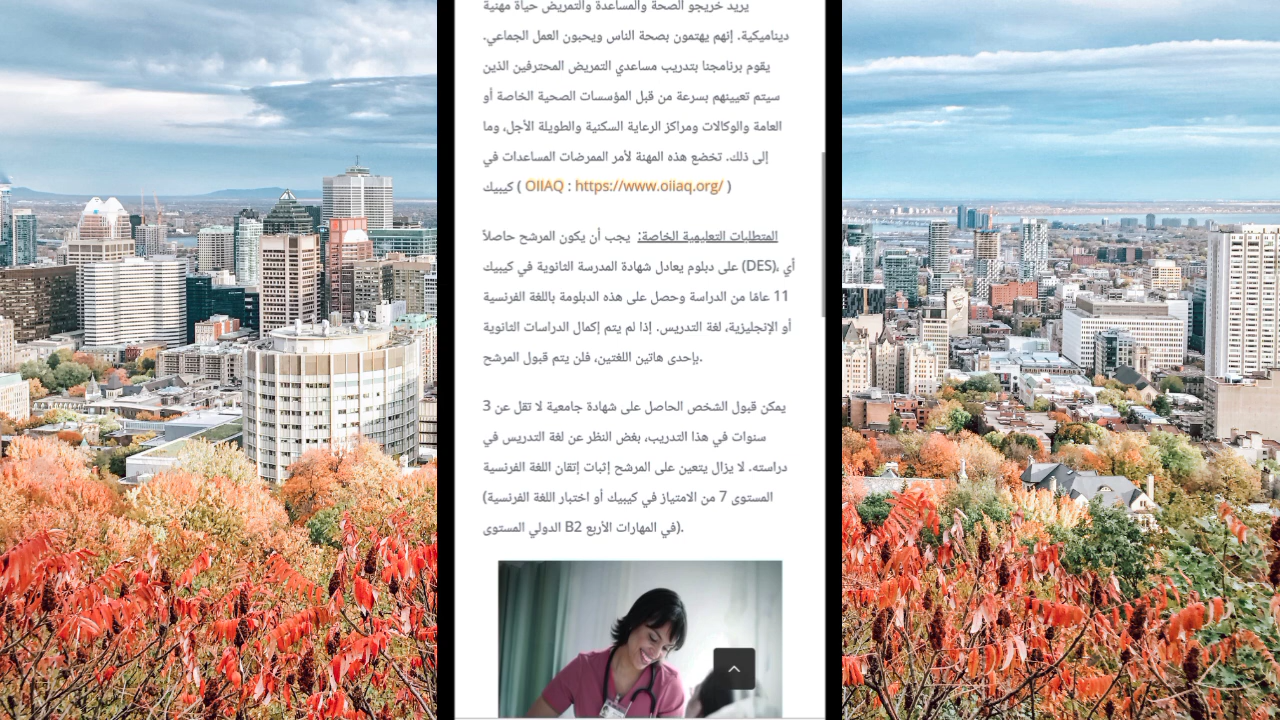 يريد خريجو الصحة والمساعدة والتمريض حياة مهنية
ديناميكية. إنهم يهتمون بصحة الناس ويحبون العمل الجماعي.
يقوم برنامجنا بتدريب مساعدي التمريض المحترفين الذين
سيتم تعيينهم بسرعة من قبل المؤسسات الصحية الخاصة أو
العامة والوكالات ومراكز الرعاية السكنية والطويلة الأجل، وما
إلى ذلك. تخضع هذه المهنة لأمر الممرضات المساعدات في
كيبيك ( OIIAQ : https://www.oiiaq.org/ )
المتطلبات التعليمية الخاصة: يجب أن يكون المرشح حاصلاً
على دبلوم يعادل شهادة المدرسة الثانوية في كيبيك (DES)، أي
11 عامًا من الدراسة وحصل على هذه الدبلومة باللغة الفرنسية
أو الإنجليزية، لغة التدريس. إذا لم يتم إكمال الدراسات الثانوية
بإحدى هاتين اللغتين، فلن يتم قبول المرشح.
يمكن قبول الشخص الحاصل على شهادة جامعية لا تقل عن 3
سنوات في هذا التدريب، بغض النظر عن لغة التدريس في
دراسته. لا يزال يتعين على المرشح إثبات إتقان اللغة الفرنسية
(المستوى 7 من الامتياز في كيبيك أو اختبار اللغة الفرنسية
الدولي المستوى B2 في المهارات الأربع).